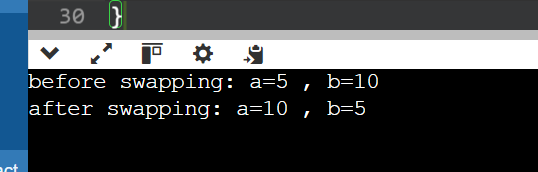 30 }
before swapping: a=5 , b=10
after swapping: a=10 , b=5